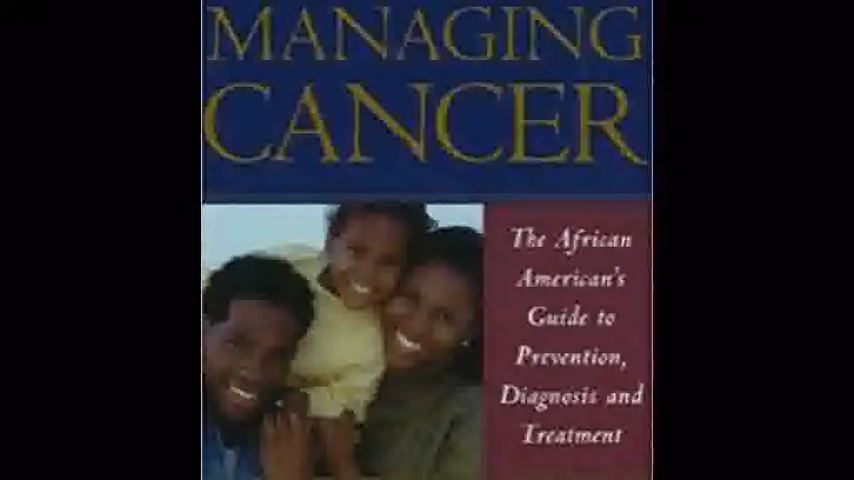 MANAGING
CANCER
The African
American's
Guide to
Prevention,
Diagnosis and
Treatment